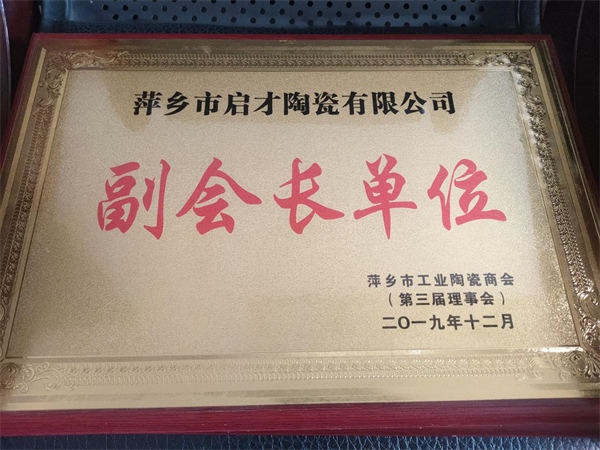 萍乡市启才陶瓷有限公司
副会长单位
萍乡市工业陶瓷商会
（第三届理事会）
二〇一九年十二月